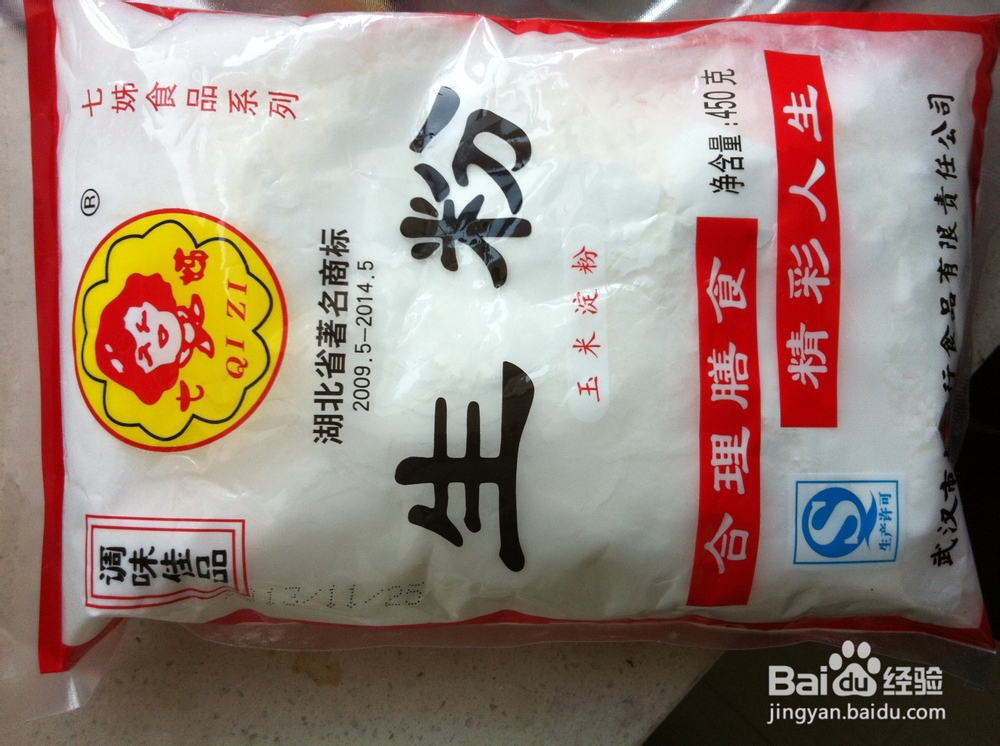 七姊食品系列
®
七姊
QI ZI
调味佳品
湖北省著名商标
2009.5-2014.5
生粉
玉米淀粉
净含量:450克
合理膳食
精彩人生
生产许可
食品有限责任公司
武汉市
Baidu经验
jingyan.baidu.com